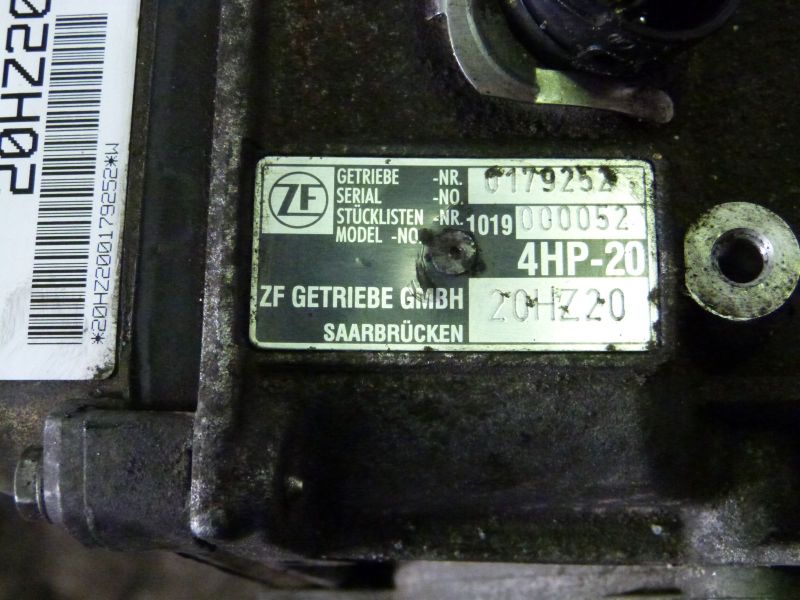 20HZ20
*20HZ200179252*W
ZF
GETRIEBE -NR. 0179252
SERIAL -NO.
STÜCKLISTEN -NR. 1019 000052
MODEL -NO.
4HP-20
ZF GETRIEBE GMBH 20HZ20
SAARBRÜCKEN